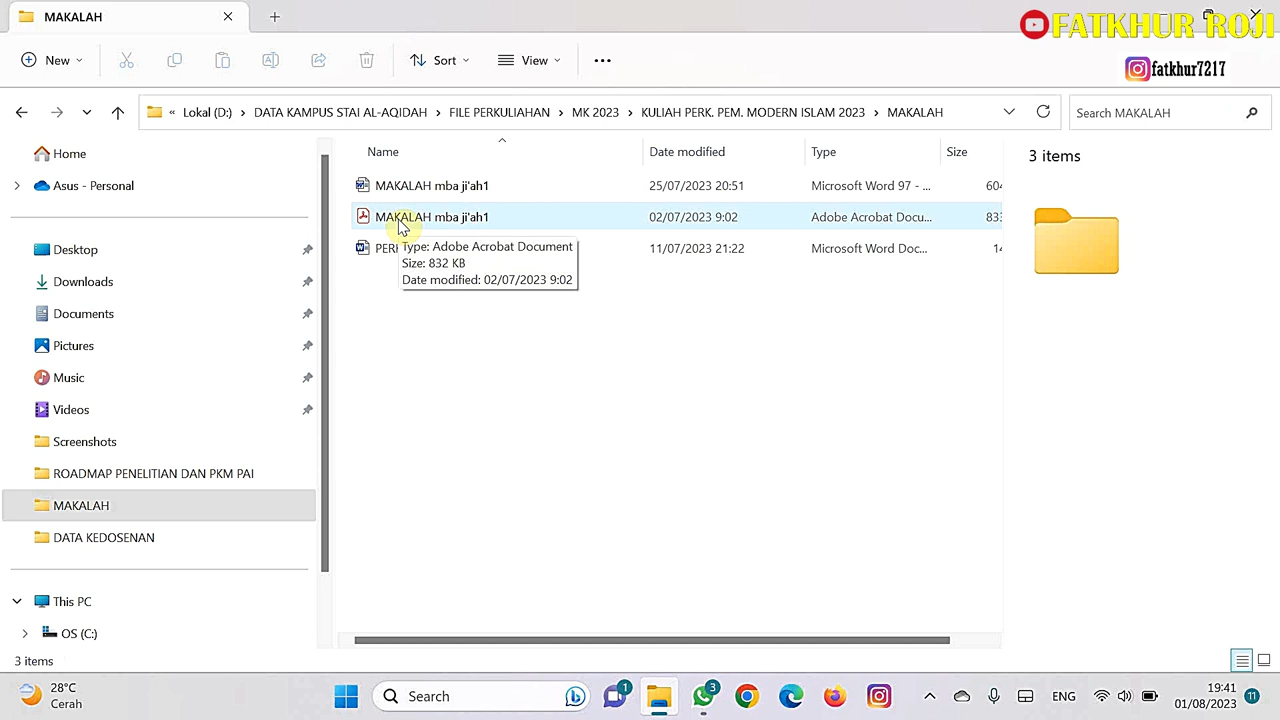 MAKALAH
FATKHUR ROJI
New
Sort
View
fatkhur7217
« Lokal (D:) › DATA KAMPUS STAI AL-AQIDAH › FILE PERKULIAHAN › MK 2023 › KULIAH PERK. PEM. MODERN ISLAM 2023 › MAKALAH
Search MAKALAH
Name
Date modified
Type
Size
3 items
MAKALAH mba ji'ah1
25/07/2023 20:51
Microsoft Word 97 - ...
604
MAKALAH mba ji'ah1
02/07/2023 9:02
Adobe Acrobat Docu...
833
11/07/2023 21:22
Microsoft Word Doc...
Type: Adobe Acrobat Document
Size: 832 KB
Date modified: 02/07/2023 9:02
Home
Asus - Personal
Desktop
Downloads
Documents
Pictures
Music
Videos
Screenshots
ROADMAP PENELITIAN DAN PKM PAI
MAKALAH
DATA KEDOSENAN
This PC
OS (C:)
3 items
28°C
Cerah
Search
1
3
ENG
19:41
01/08/2023
11